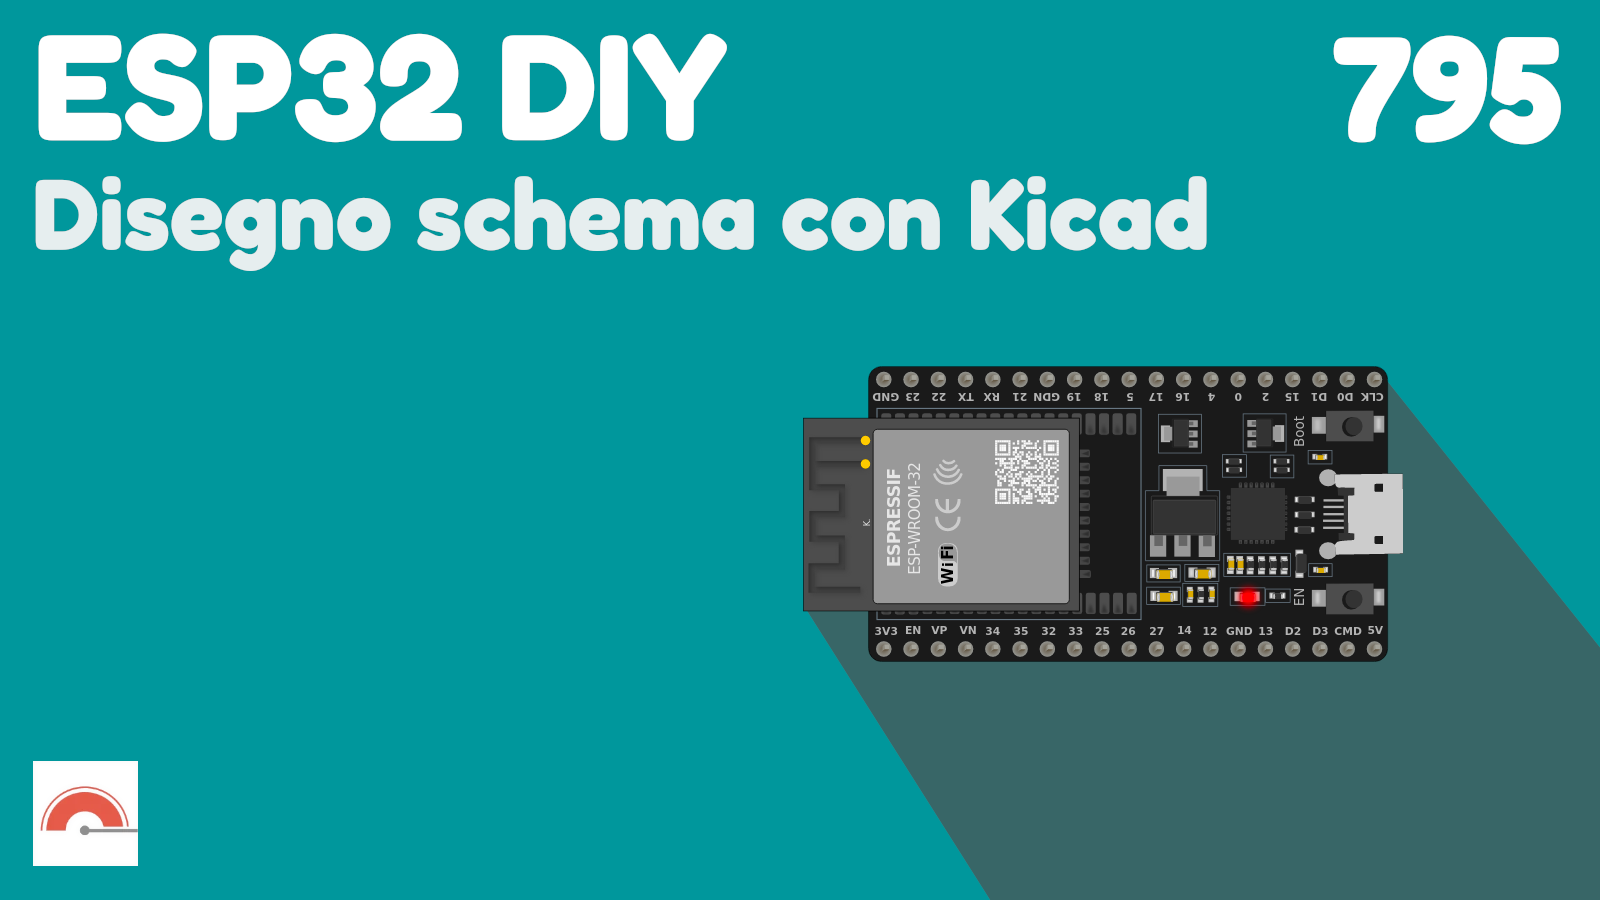 ESP32 DIY
795
Disegno schema con Kicad
GND 23 22 TX RX 21 GND 19 18 5 17 16 4 0 2 15 D1 D0 CLK
Boot
ESPRESSIF
ESP-WROOM-32
CE
WiFi
K.
EN
3V3 EN VP VN 34 35 32 33 25 26 27 14 12 GND 13 D2 D3 CMD 5V